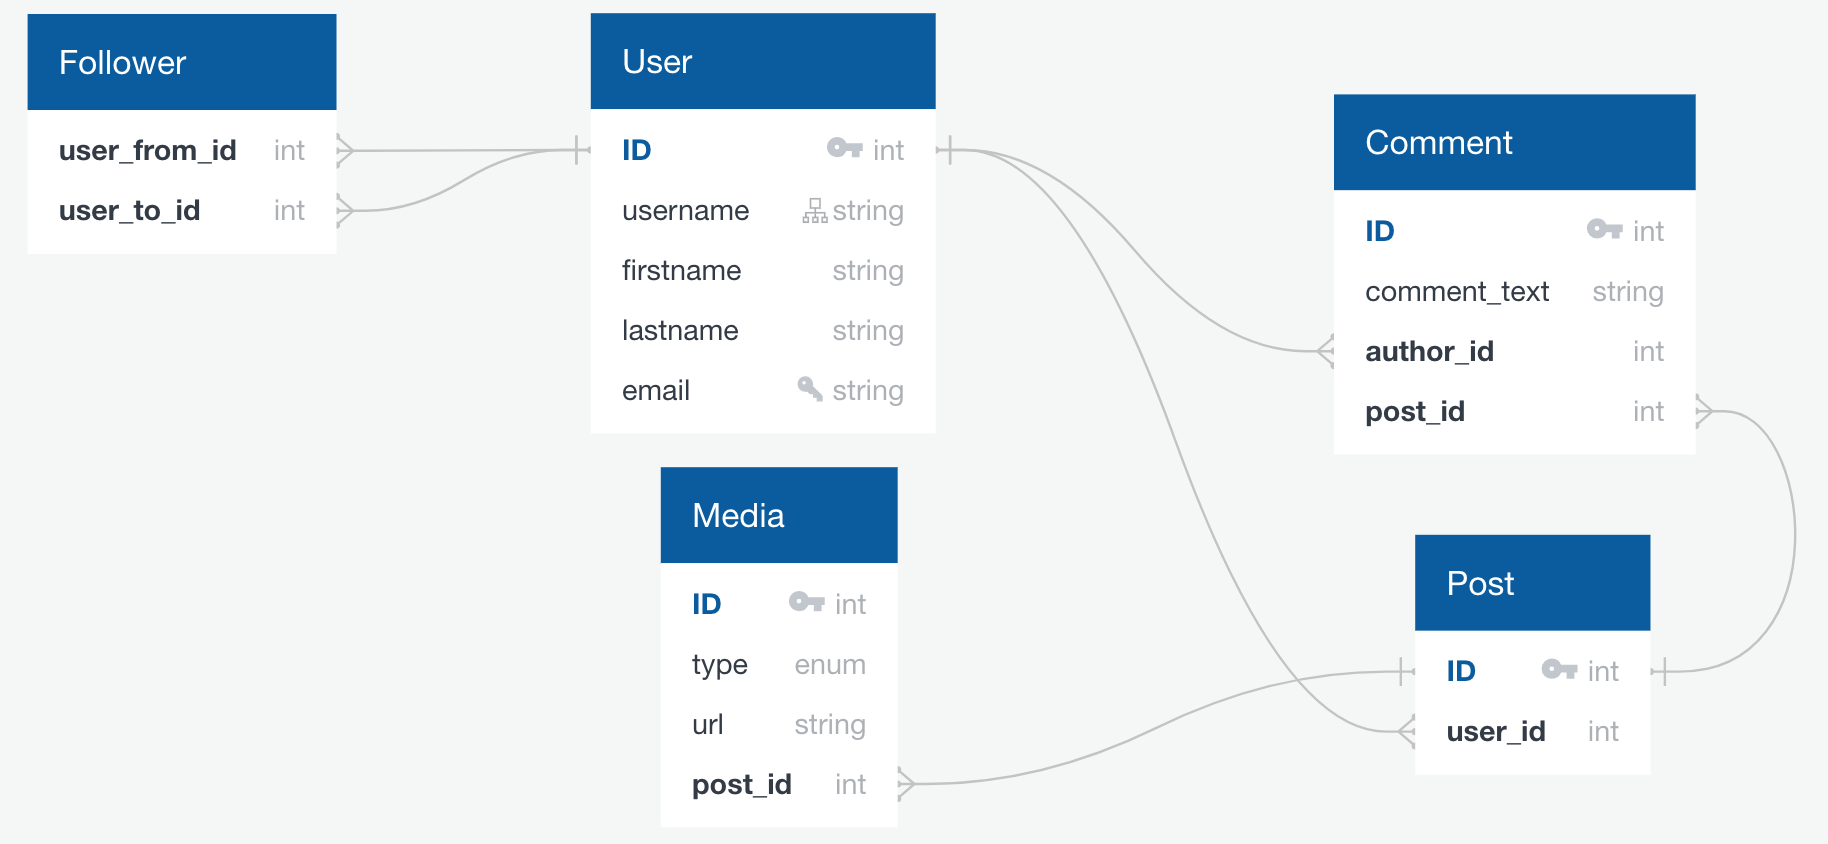 Follower
user_from_id int
user_to_id int
User
ID int
username string
firstname string
lastname string
email string
Comment
ID int
comment_text string
author_id int
post_id int
Media
ID int
type enum
url string
post_id int
Post
ID int
user_id int